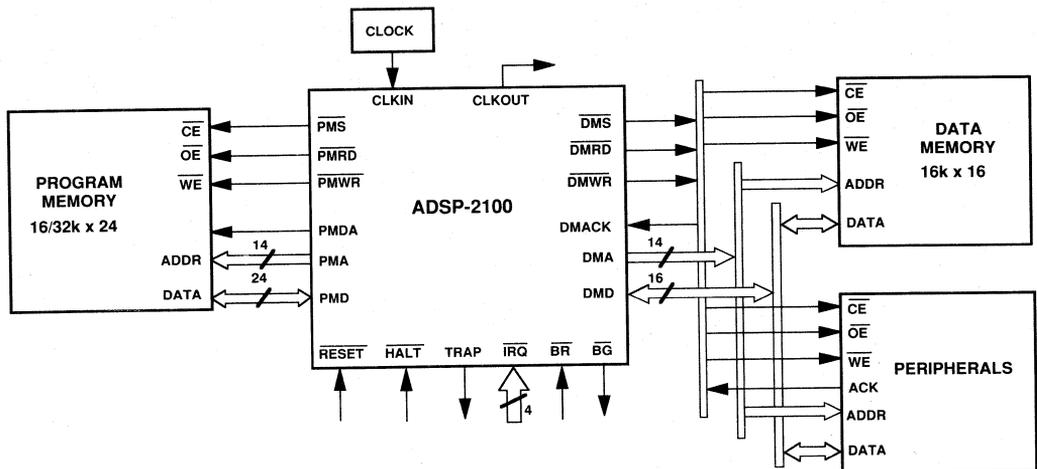 CLOCK
CLKIN
CLKOUT
PROGRAM
MEMORY
16/32k x 24
CE
OE
WE
ADDR
DATA
14
24
PMS
PMRD
PMWR
PMDA
PMA
PMD
ADSP-2100
DMS
DMRD
DMWR
DMACK
DMA
DMD
14
16
RESET
HALT
TRAP
IRQ
BR
BG
4
CE
OE
WE
ADDR
DATA
DATA
MEMORY
16k x 16
CE
OE
WE
ACK
ADDR
DATA
PERIPHERALS